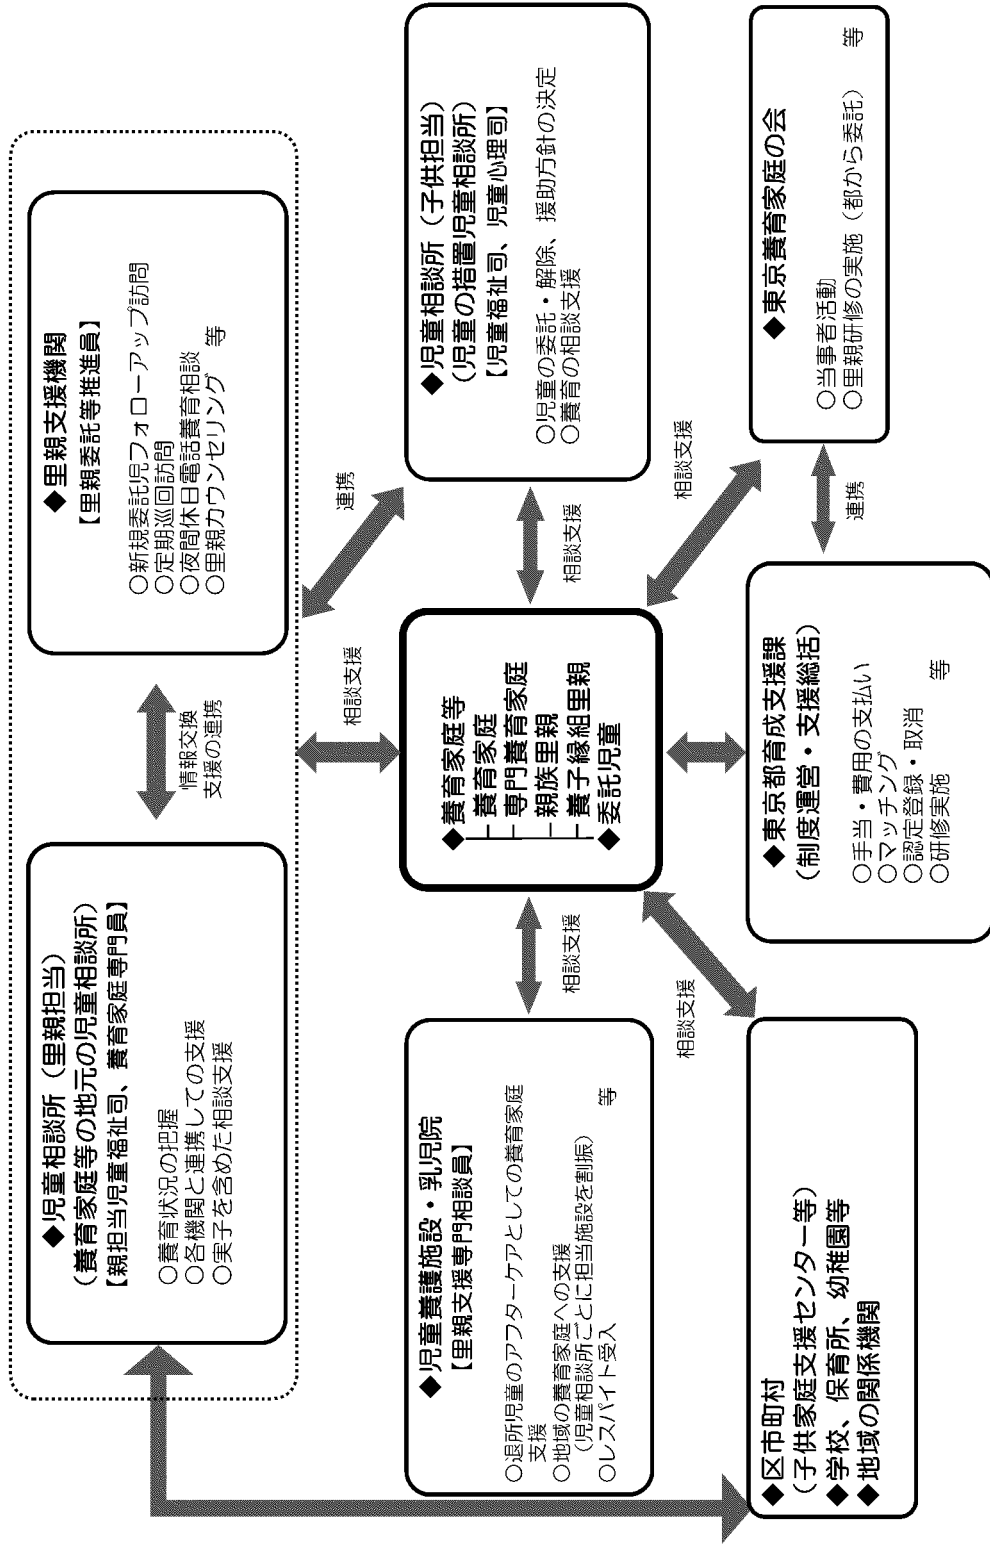 ◆児童相談所（里親担当）
（養育家庭等の地元の児童相談所）
【親担当児童福祉司、養育家庭専門員】
○養育状況の把握
○各機関と連携しての支援
○実子を含めた相談支援
情報交換
支援の連携
◆里親支援機関
【里親委託等推進員】
○新規委託児フォローアップ訪問
○定期巡回訪問
○夜間休日電話養育相談
○里親カウンセリング　等
相談支援
連携
◆児童養護施設・乳児院
【里親支援専門相談員】
○退所児童のアフターケアとしての養育家庭
支援
○地域の養育家庭への支援
（児童相談所ごとに担当施設を割振）
○レスパイト受入　等
相談支援
◆養育家庭等
養育家庭
専門養育家庭
親族里親
養子縁組里親
◆委託児童
相談支援
◆児童相談所（子供担当）
（児童の措置児童相談所）
【児童福祉司、児童心理司】
○児童の委託・解除、援助方針の決定
○養育の相談支援
相談支援
相談支援
◆区市町村
（子供家庭支援センター等）
◆学校、保育所、幼稚園等
◆地域の関係機関
◆東京都育成支援課
（制度運営・支援総括）
○手当・費用の支払い
○マッチング
○認定登録・取消
○研修実施　等
連携
◆東京養育家庭の会
○当事者活動
○里親研修の実施（都から委託）　等